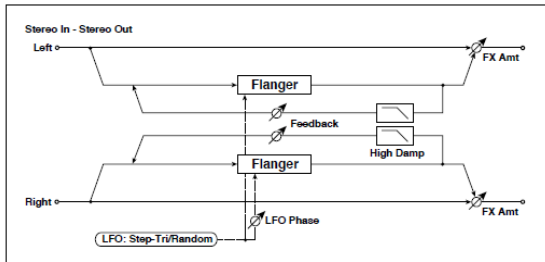 Stereo In - Stereo Out
Left
FX Amt
Flanger
Feedback
High Damp
Flanger
Right
LFO Phase
FX Amt
LFO: Step-Tri/Random